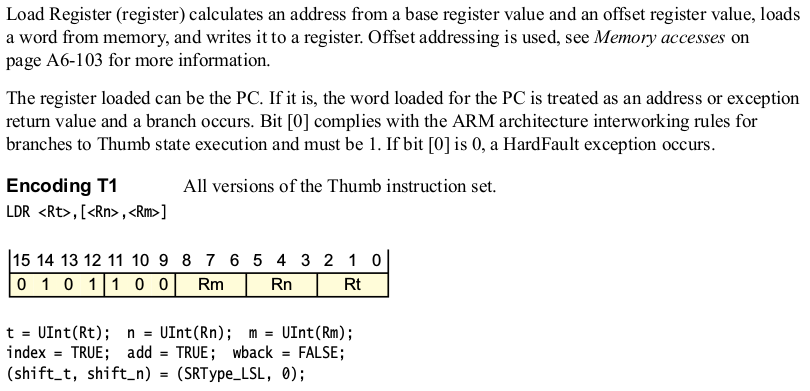 Load Register (register) calculates an address from a base register value and an offset register value, loads
a word from memory, and writes it to a register. Offset addressing is used, see Memory accesses on
page A6-103 for more information.
The register loaded can be the PC. If it is, the word loaded for the PC is treated as an address or exception
return value and a branch occurs. Bit [0] complies with the ARM architecture interworking rules for
branches to Thumb state execution and must be 1. If bit [0] is 0, a HardFault exception occurs.
Encoding T1 All versions of the Thumb instruction set.
LDR <Rt>,[<Rn>,<Rm>]
15 14 13 12 11 10 9 8 7 6 5 4 3 2 1 0
0 1 0 1 1 0 0 Rm Rn Rt
t = UInt(Rt); n = UInt(Rn); m = UInt(Rm);
index = TRUE; add = TRUE; wback = FALSE;
(shift_t, shift_n) = (SRType_LSL, 0);